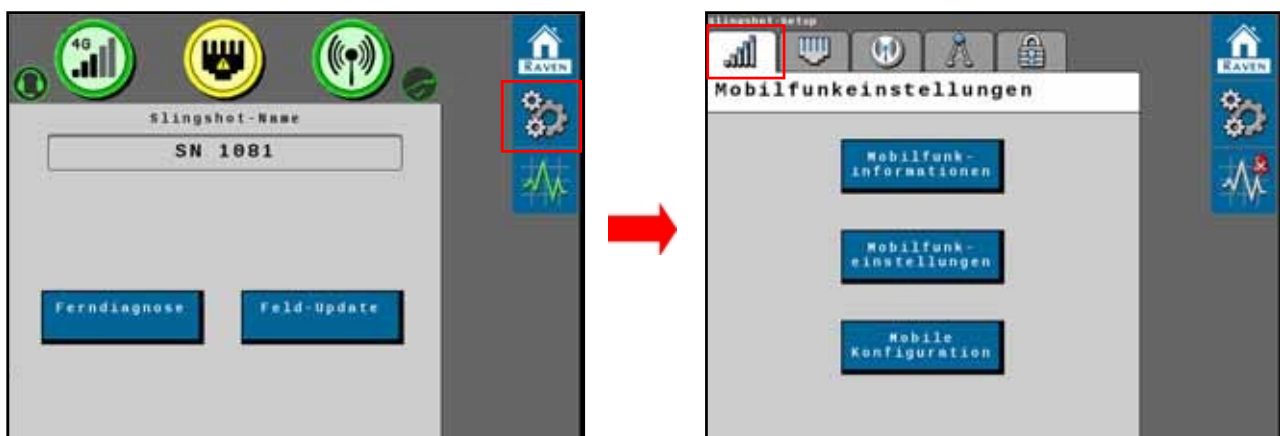 4G
RAVEN
Slingshot-Name
SN 1081
Ferndiagnose
Feld-Update
Slingshot-Setup
RAVEN
Mobilfunkeinstellungen
Mobilfunk-
informationen
Mobilfunk-
einstellungen
Mobile
Konfiguration